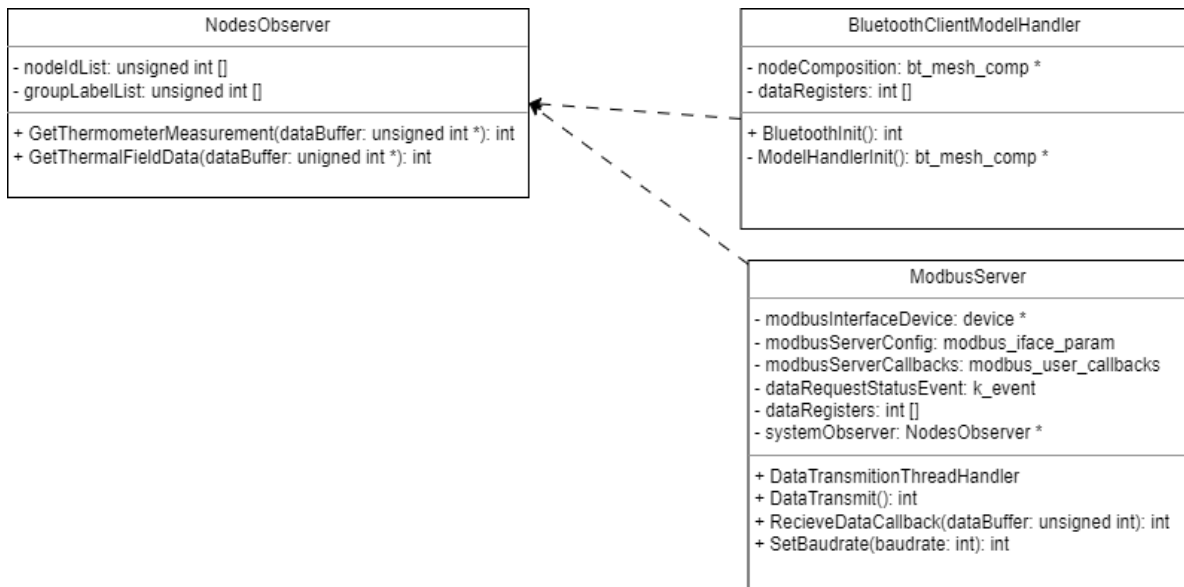 NodesObserver
- nodeIdList: unsigned int []
- groupLabelList: unsigned int []
+ GetThermometerMeasurement(dataBuffer: unsigned int *): int
+ GetThermalFieldData(dataBuffer: unigned int *): int
BluetoothClientModelHandler
- nodeComposition: bt_mesh_comp *
- dataRegisters: int []
+ BluetoothInit(): int
- ModelHandlerInit(): bt_mesh_comp *
ModbusServer
- modbusInterfaceDevice: device *
- modbusServerConfig: modbus_iface_param
- modbusServerCallbacks: modbus_user_callbacks
- dataRequestStatusEvent: k_event
- dataRegisters: int []
- systemObserver: NodesObserver *
+ DataTransmitionThreadHandler
+ DataTransmit(): int
+ RecieveDataCallback(dataBuffer: unsigned int): int
+ SetBaudrate(baudrate: int): int